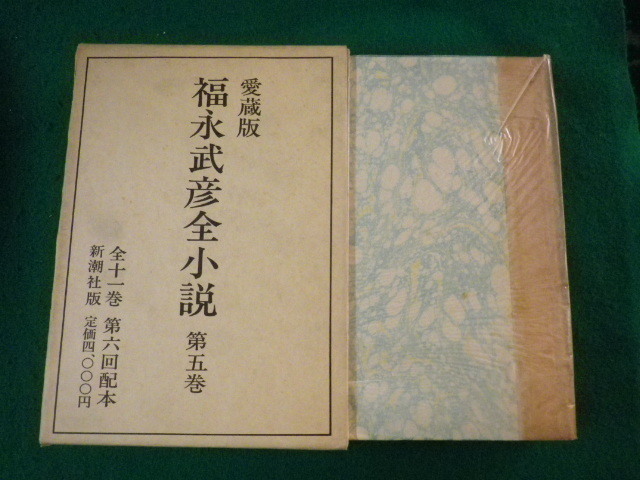 愛蔵版
福永武彦全小説 第五巻
全十一巻 第六回配本
新潮社版 定価四、〇〇〇円